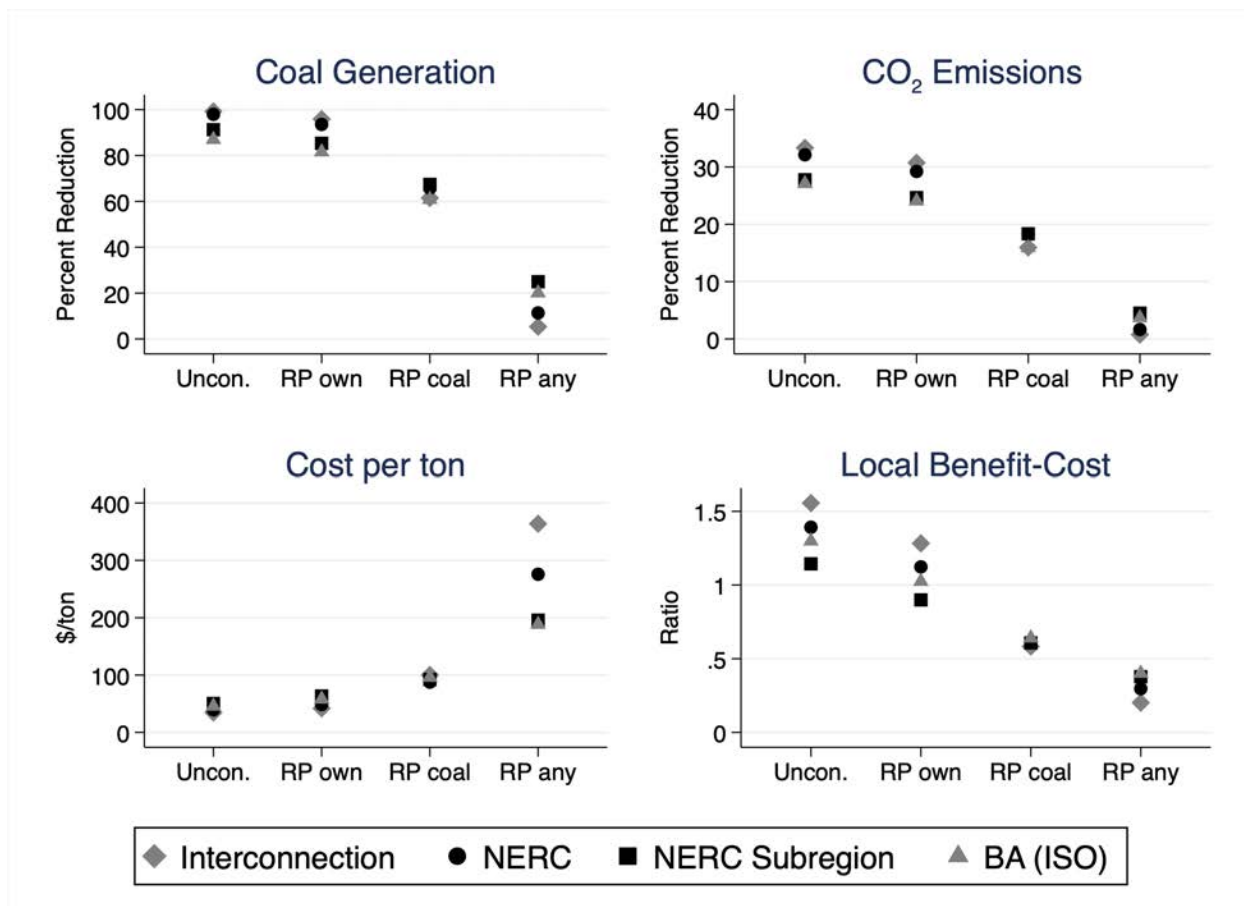 Coal Generation
Percent Reduction
100
80
60
40
20
0
Uncon. RP own RP coal RP any
CO2 Emissions
Percent Reduction
40
30
20
10
0
Uncon. RP own RP coal RP any
Cost per ton
$/ton
400
300
200
100
0
Uncon. RP own RP coal RP any
Local Benefit-Cost
Ratio
1.5
1
.5
0
Uncon. RP own RP coal RP any
Interconnection NERC NERC Subregion BA (ISO)